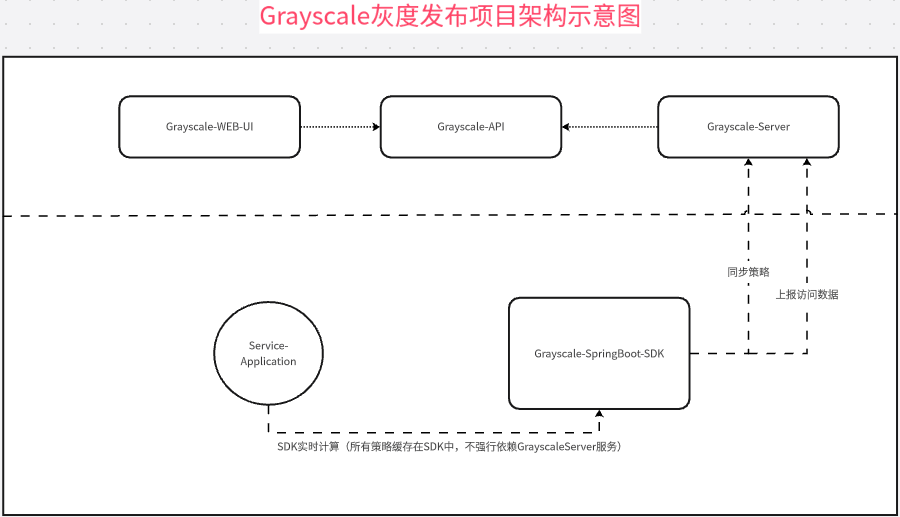 Grayscale灰度发布项目架构示意图
Grayscale-WEB-UI
Grayscale-API
Grayscale-Server
同步策略
上报访问数据
Service-
Application
Grayscale-SpringBoot-SDK
SDK实时计算（所有策略缓存在SDK中，不强行依赖GrayscaleServer服务）